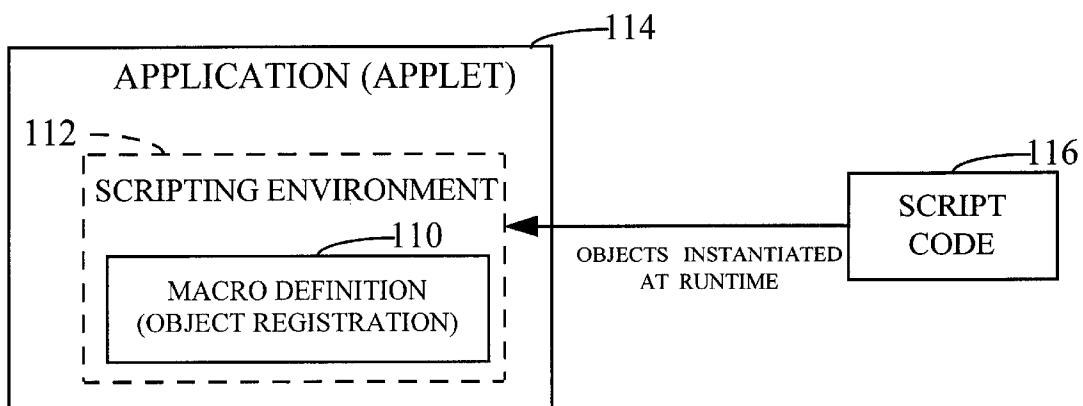 114
APPLICATION (APPLET)
112
SCRIPTING ENVIRONMENT
110
MACRO DEFINITION
(OBJECT REGISTRATION)
OBJECTS INSTANTIATED
AT RUNTIME
116
SCRIPT
CODE